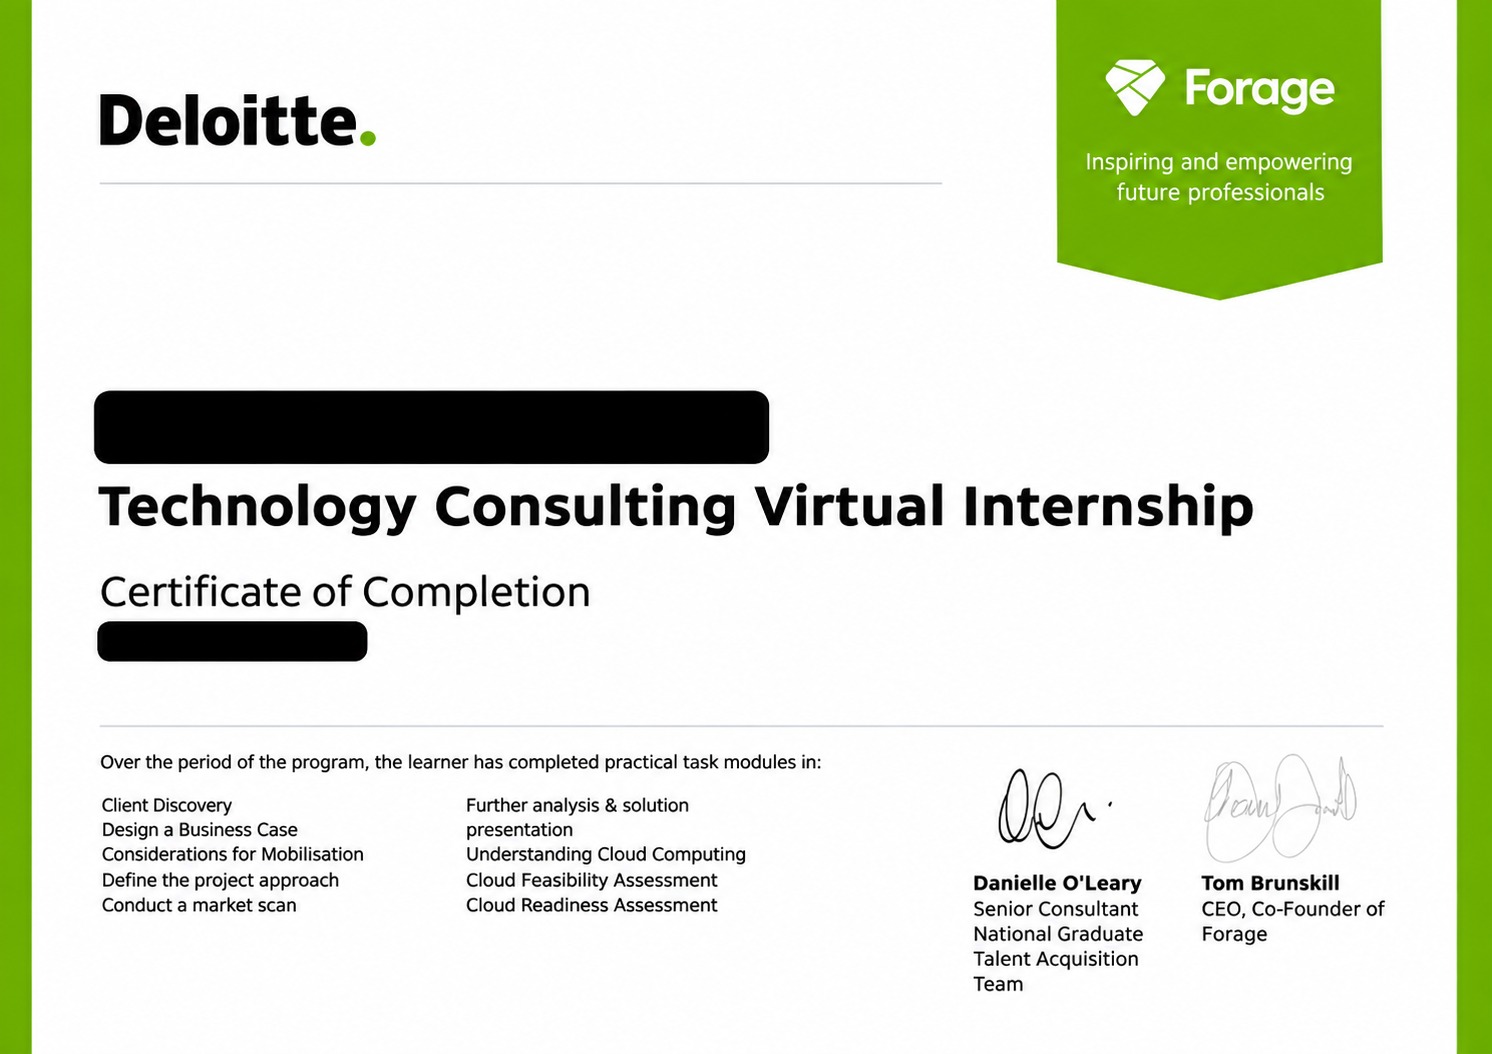 Deloitte.
Forage
Inspiring and empowering
future professionals
Technology Consulting Virtual Internship
Certificate of Completion
Over the period of the program, the learner has completed practical task modules in:
Client Discovery
Design a Business Case
Considerations for Mobilisation
Define the project approach
Conduct a market scan
Further analysis & solution
presentation
Understanding Cloud Computing
Cloud Feasibility Assessment
Cloud Readiness Assessment
Danielle O'Leary
Senior Consultant
National Graduate
Talent Acquisition
Team
Tom Brunskill
CEO, Co-Founder of
Forage